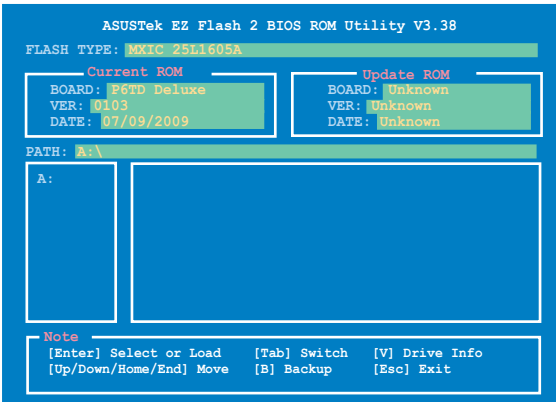 ASUSTek EZ Flash 2 BIOS ROM Utility V3.38
FLASH TYPE: MXIC 25L1605A
Current ROM
BOARD: P6TD Deluxe
VER: 0103
DATE: 07/09/2009
Update ROM
BOARD: Unknown
VER: Unknown
DATE: Unknown
PATH: A:\
A:
Note
[Enter] Select or Load [Tab] Switch [V] Drive Info
[Up/Down/Home/End] Move [B] Backup [Esc] Exit